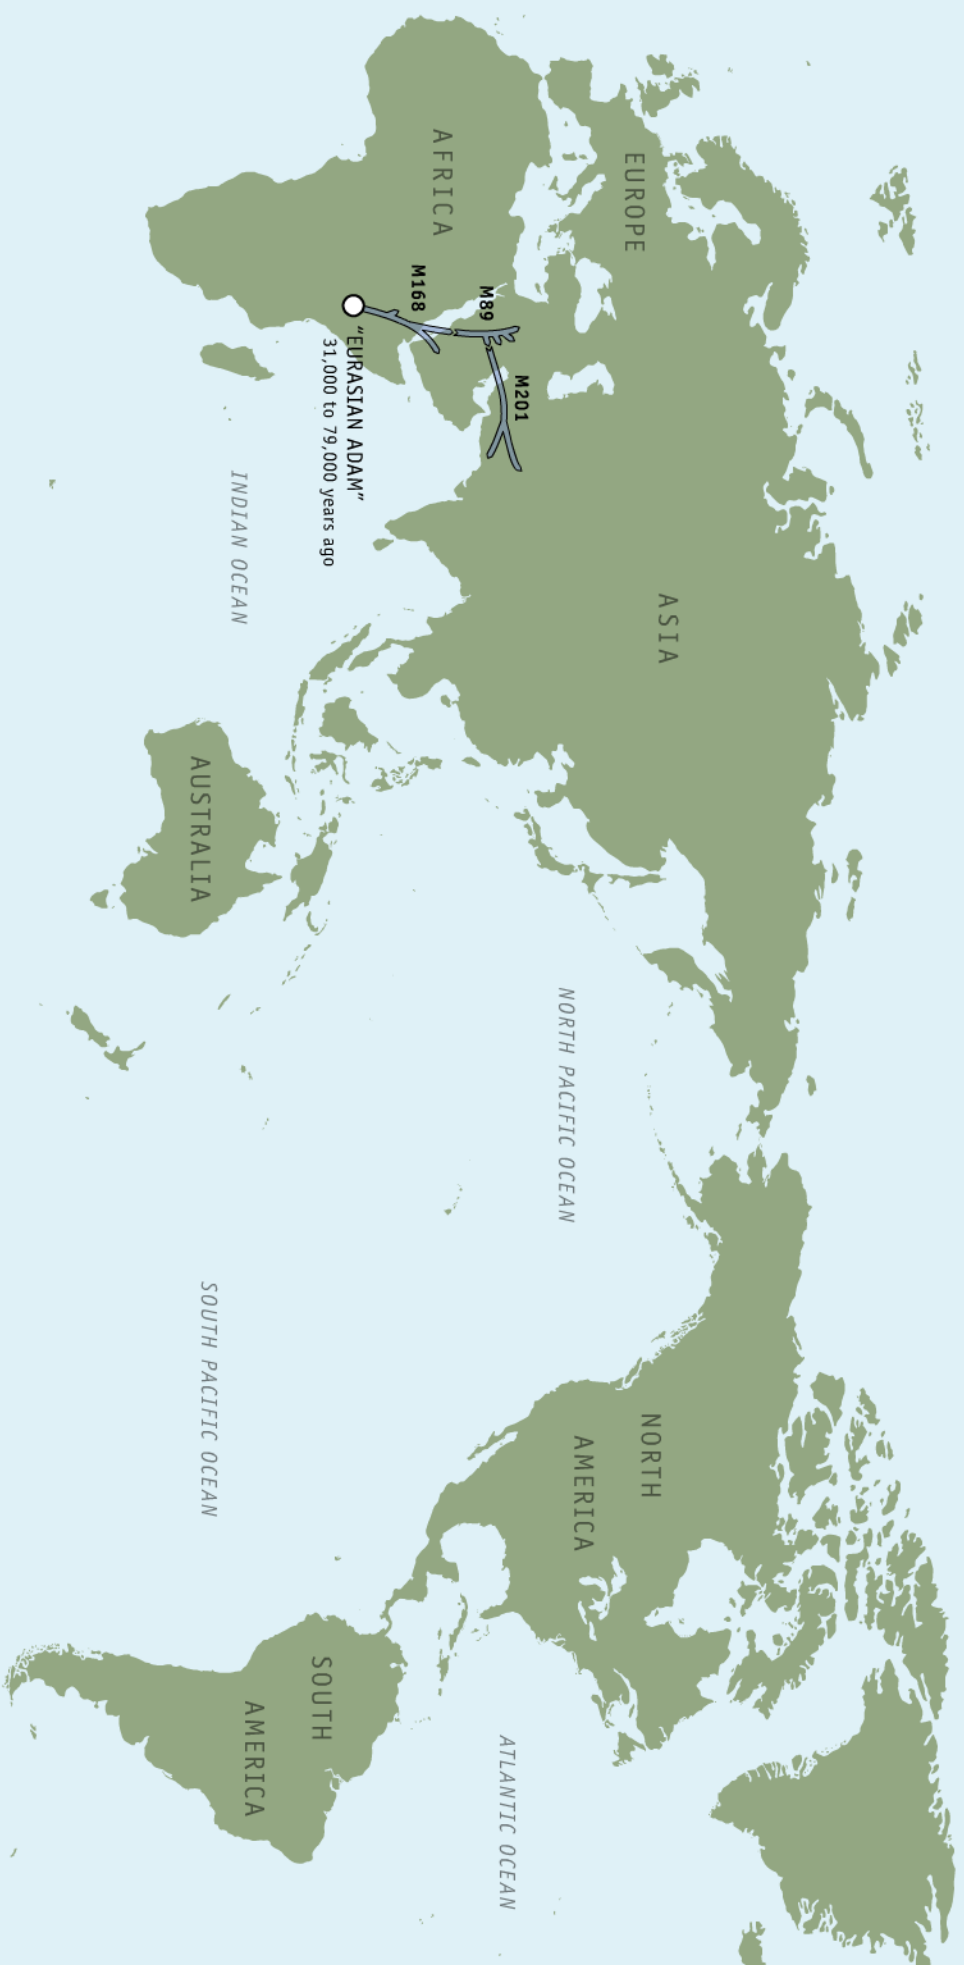 EUROPE
ASIA
AFRICA
M89
M201
M168
"EURASIAN ADAM"
31,000 to 79,000 years ago
INDIAN OCEAN
AUSTRALIA
NORTH PACIFIC OCEAN
SOUTH PACIFIC OCEAN
NORTH
AMERICA
ATLANTIC OCEAN
SOUTH
AMERICA